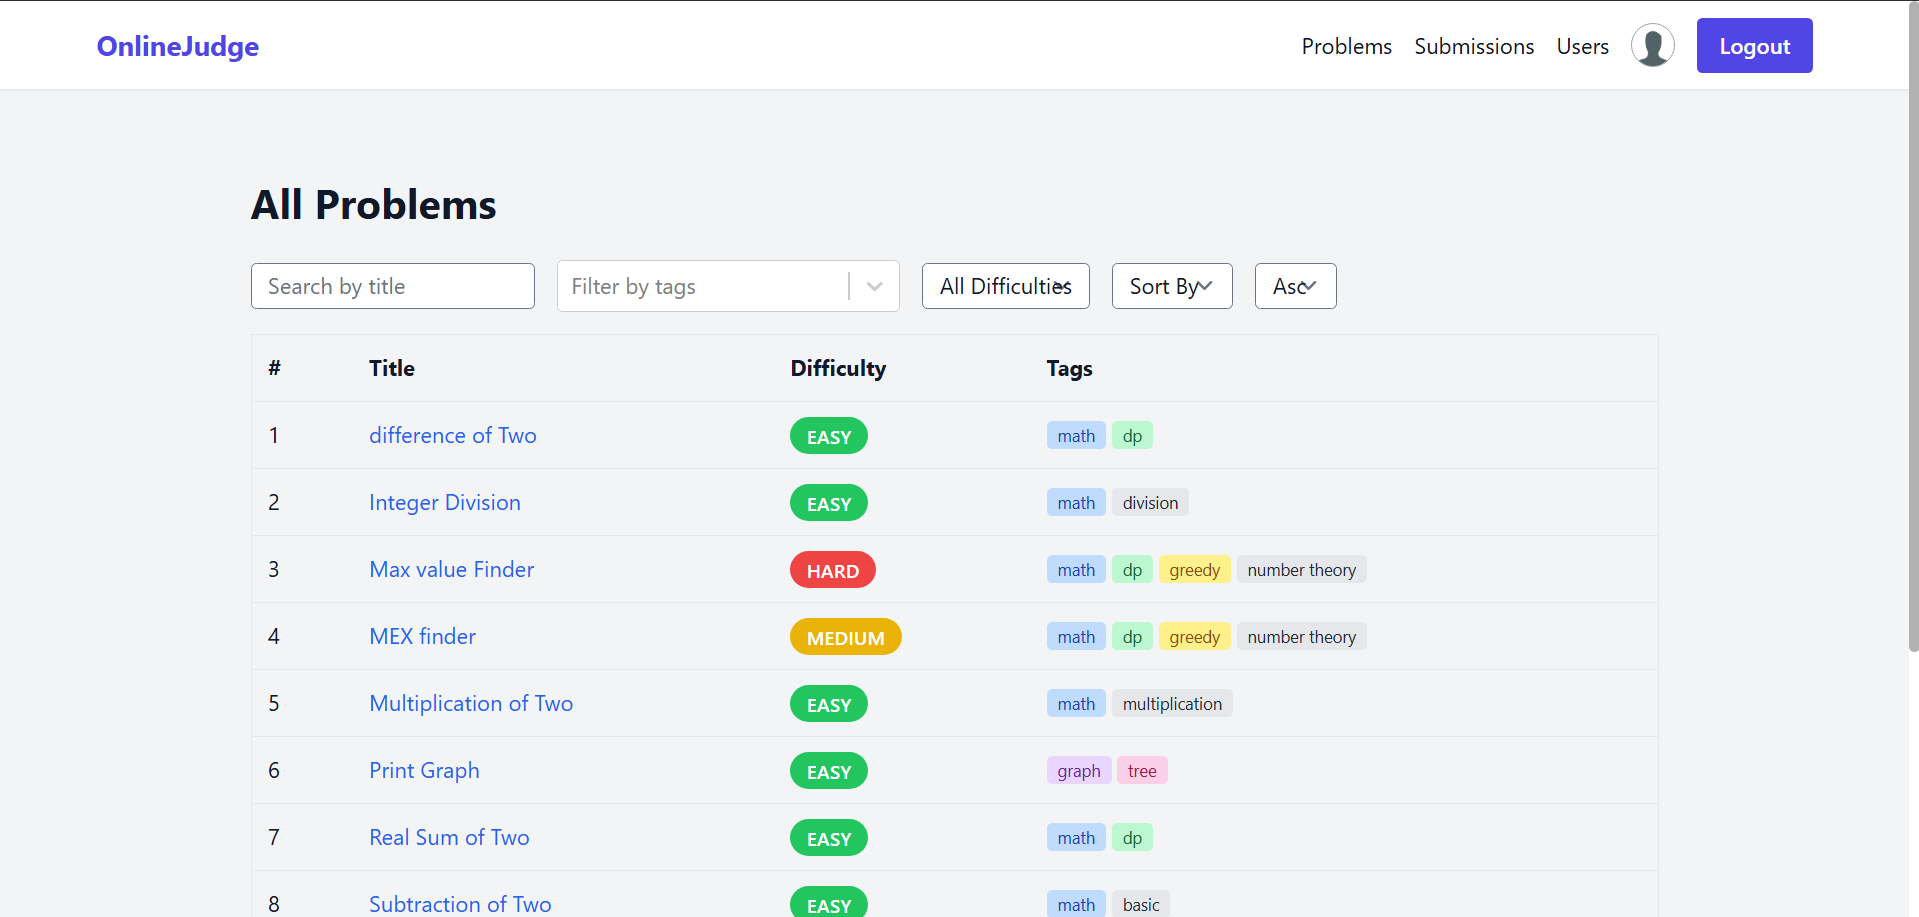 OnlineJudge Problems Submissions Users Logout
All Problems
Search by title Filter by tags All Difficulties Sort By Asc
# Title Difficulty Tags
1 difference of Two EASY math dp
2 Integer Division EASY math division
3 Max value Finder HARD math dp greedy number theory
4 MEX finder MEDIUM math dp greedy number theory
5 Multiplication of Two EASY math multiplication
6 Print Graph EASY graph tree
7 Real Sum of Two EASY math dp
8 Subtraction of Two EASY math basic